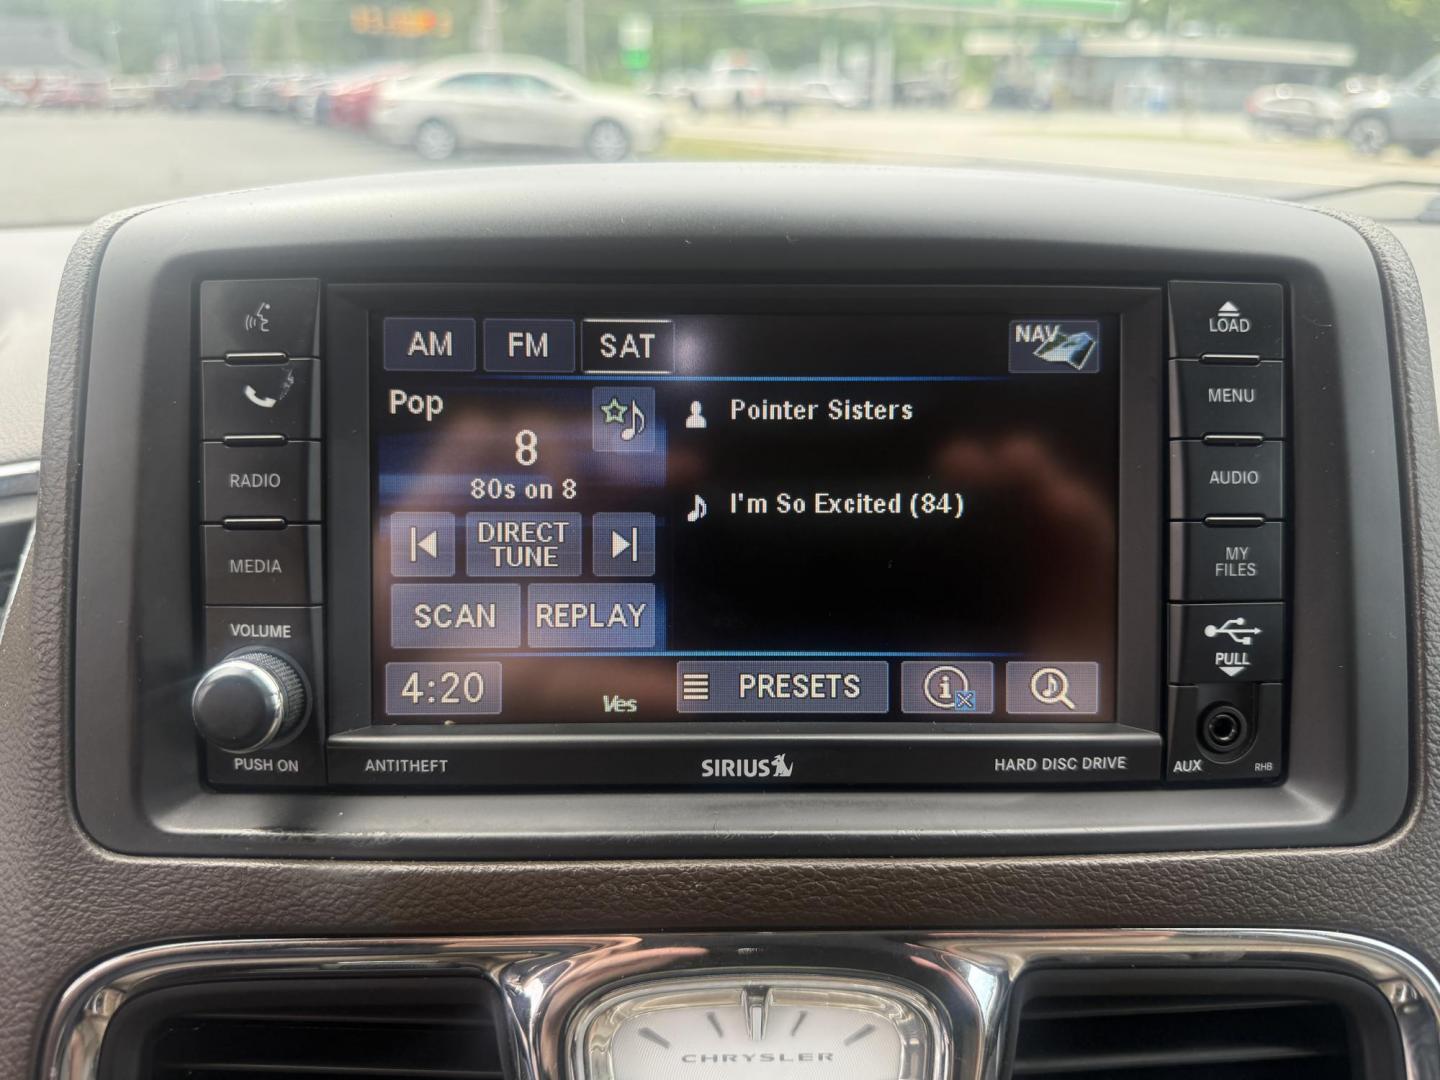 AM FM SAT NAV
Pop
8
80s on 8
DIRECT
TUNE
SCAN REPLAY
Pointer Sisters
I'm So Excited (84)
4:20 Ves PRESETS
RADIO
MEDIA
VOLUME
PUSH ON
ANTITHEFT SIRIUS HARD DISC DRIVE
LOAD
MENU
AUDIO
MY
FILES
PULL
AUX RHB
CHRYSLER